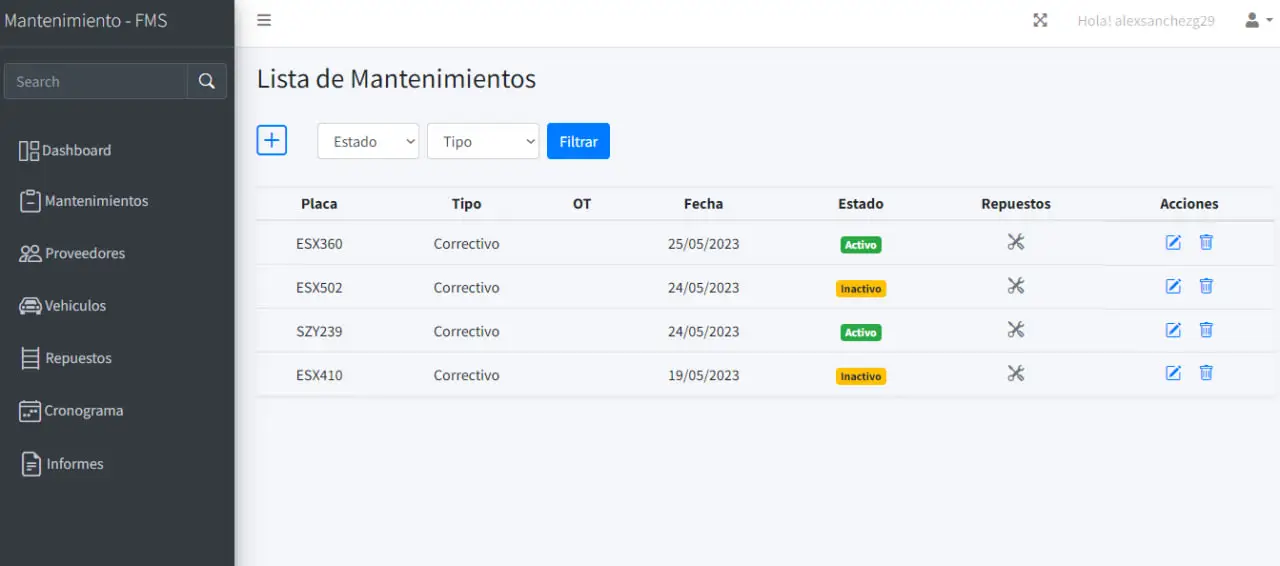 Mantenimiento - FMS
Hola! alexsanchezg29
Search
Dashboard
Mantenimientos
Proveedores
Vehiculos
Repuestos
Cronograma
Informes
Lista de Mantenimientos
Estado Tipo Filtrar
Placa Tipo OT Fecha Estado Repuestos Acciones
ESX360 Correctivo 25/05/2023 Activo
ESX502 Correctivo 24/05/2023 Inactivo
SZY239 Correctivo 24/05/2023 Activo
ESX410 Correctivo 19/05/2023 Inactivo